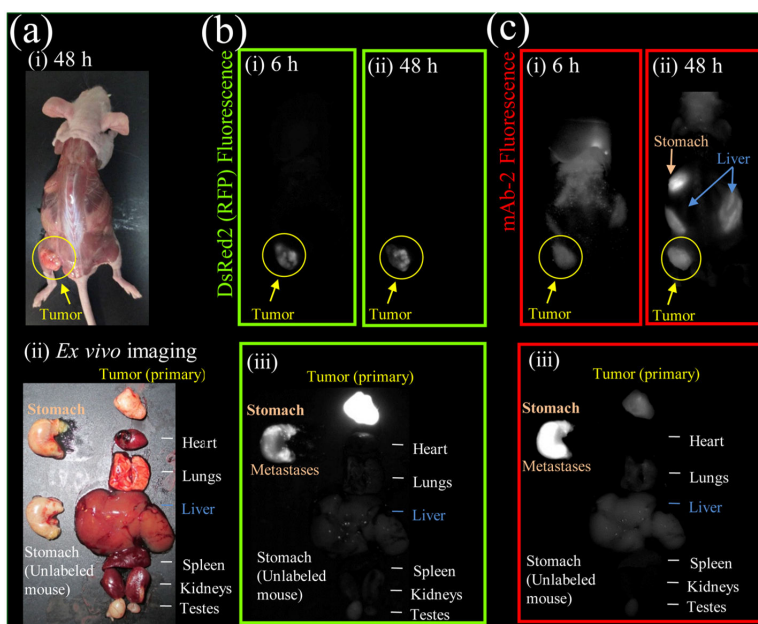 (a)
(i) 48 h
Tumor
(ii) Ex vivo imaging
Tumor (primary)
Stomach
Heart
Lungs
Liver
Stomach
(Unlabeled
mouse)
Spleen
Kidneys
Testes
(b)
DsRed2 (RFP) Fluorescence
(i) 6 h
(ii) 48 h
Tumor
Tumor
(iii)
Tumor (primary)
Stomach
Metastases
Heart
Lungs
Liver
Stomach
(Unlabeled
mouse)
Spleen
Kidneys
Testes
(c)
mAb-2 Fluorescence
(i) 6 h
(ii) 48 h
Stomach
Liver
Tumor
Tumor
(iii)
Tumor (primary)
Stomach
Metastases
Heart
Lungs
Liver
Stomach
(Unlabeled
mouse)
Spleen
Kidneys
Testes